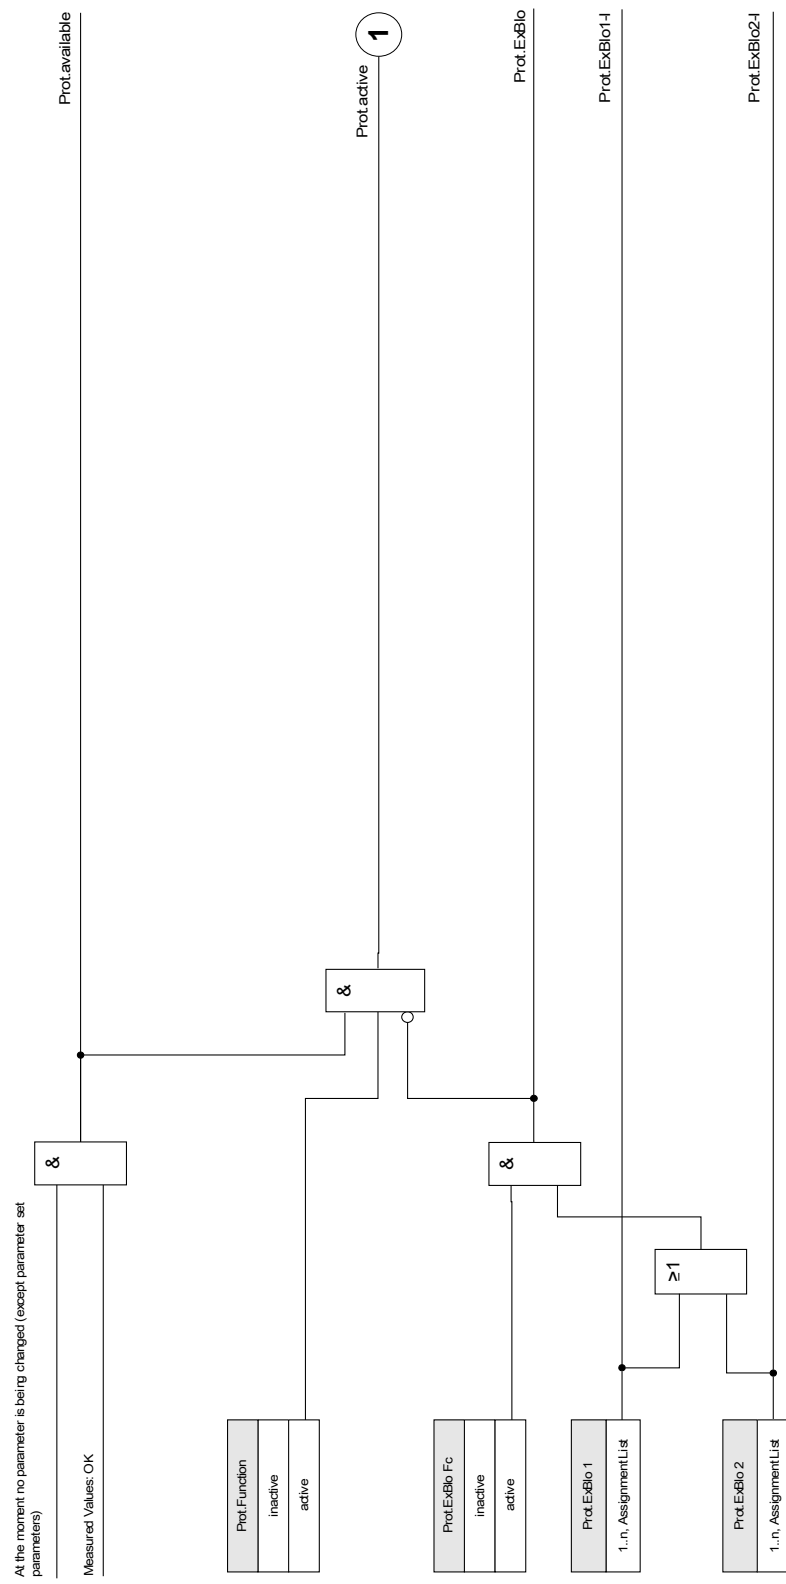 At the moment no parameter is being changed (except parameter set
parameters)
Measured Values: OK
&
Prot.available
Prot.Function
inactive
active
&
Prot.active
1
Prot.ExBlo Fc
inactive
active
&
Prot.ExBlo
Prot.ExBlo 1
1..n, Assignment List
Prot.ExBlo1-I
≥1
Prot.ExBlo 2
1..n, Assignment List
Prot.ExBlo2-I